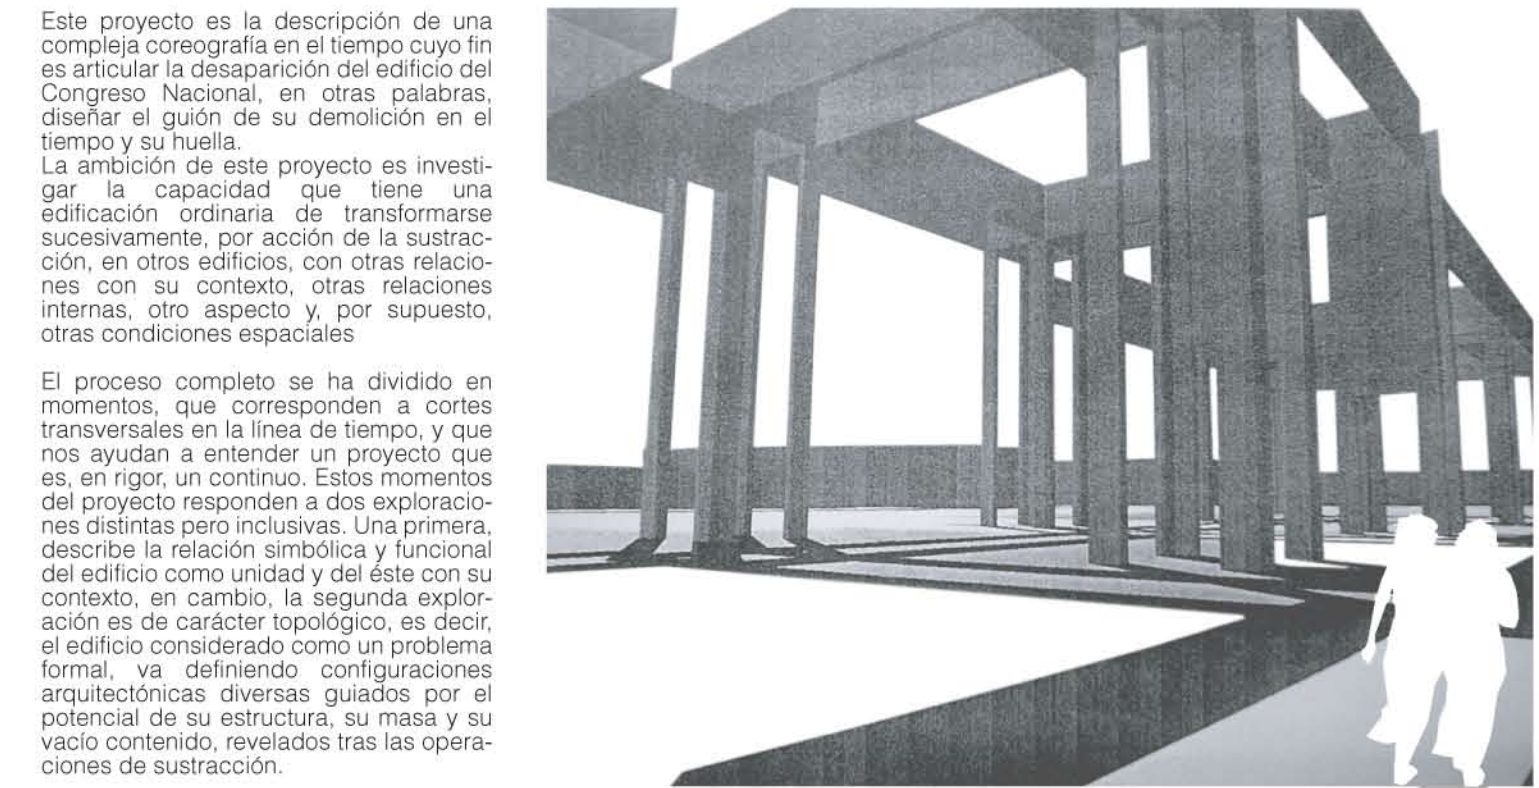 Este proyecto es la descripción de una
compleja coreografía en el tiempo cuyo fin
es articular la desaparición del edificio del
Congreso Nacional, en otras palabras,
diseñar el guión de su demolición en el
tiempo y su huella.
La ambición de este proyecto es investi-
gar la capacidad que tiene una
edificación ordinaria de transformarse
sucesivamente, por acción de la sustrac-
ción, en otros edificios, con otras relacio-
nes con su contexto, otras relaciones
internas, otro aspecto y, por supuesto,
otras condiciones espaciales
El proceso completo se ha dividido en
momentos, que corresponden a cortes
transversales en la línea de tiempo, y que
nos ayudan a entender un proyecto que
es, en rigor, un continuo. Estos momentos
del proyecto responden a dos exploracio-
nes distintas pero inclusivas. Una primera,
describe la relación simbólica y funcional
del edificio como unidad y del éste con su
contexto, en cambio, la segunda explor-
ación es de carácter topológico, es decir,
el edificio considerado como un problema
formal, va definiendo configuraciones
arquitectónicas diversas guiados por el
potencial de su estructura, su masa y su
vacío contenido, revelados tras las opera-
ciones de sustracción.